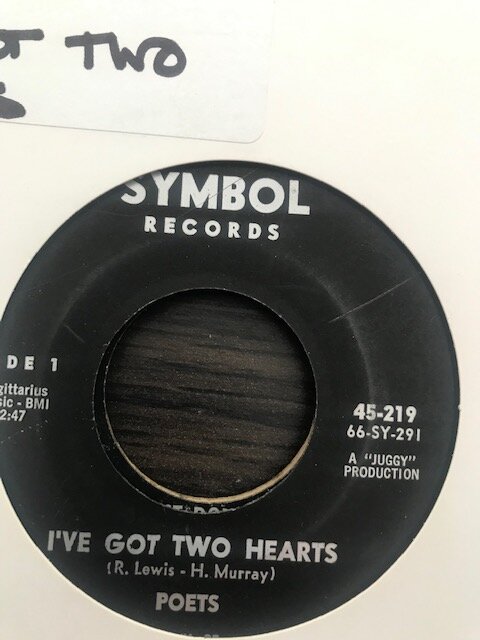 TWO
SYMBOL
RECORDS
DE 1
gittarius
sic - BMI
2:47
45-219
66-SY-291
A "JUGGY"
PRODUCTION
I'VE GOT TWO HEARTS
(R. Lewis - H. Murray)
POETS